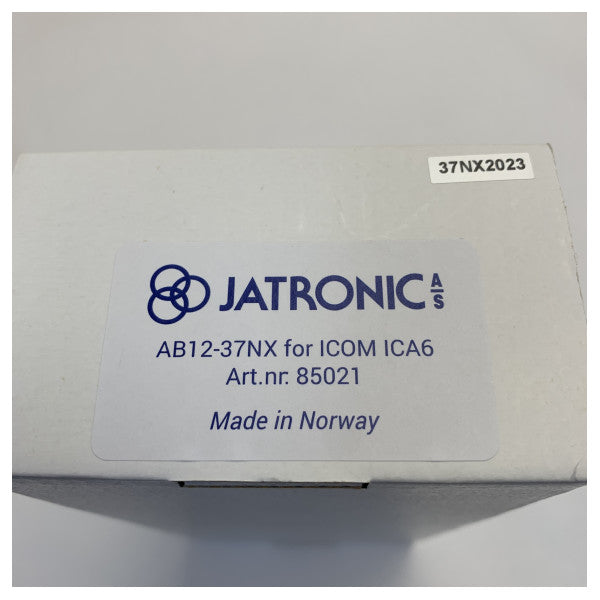 37NX2023
JATRONIC A/S
AB12-37NX for ICOM ICA6
Art.nr. 85021
Made in Norway